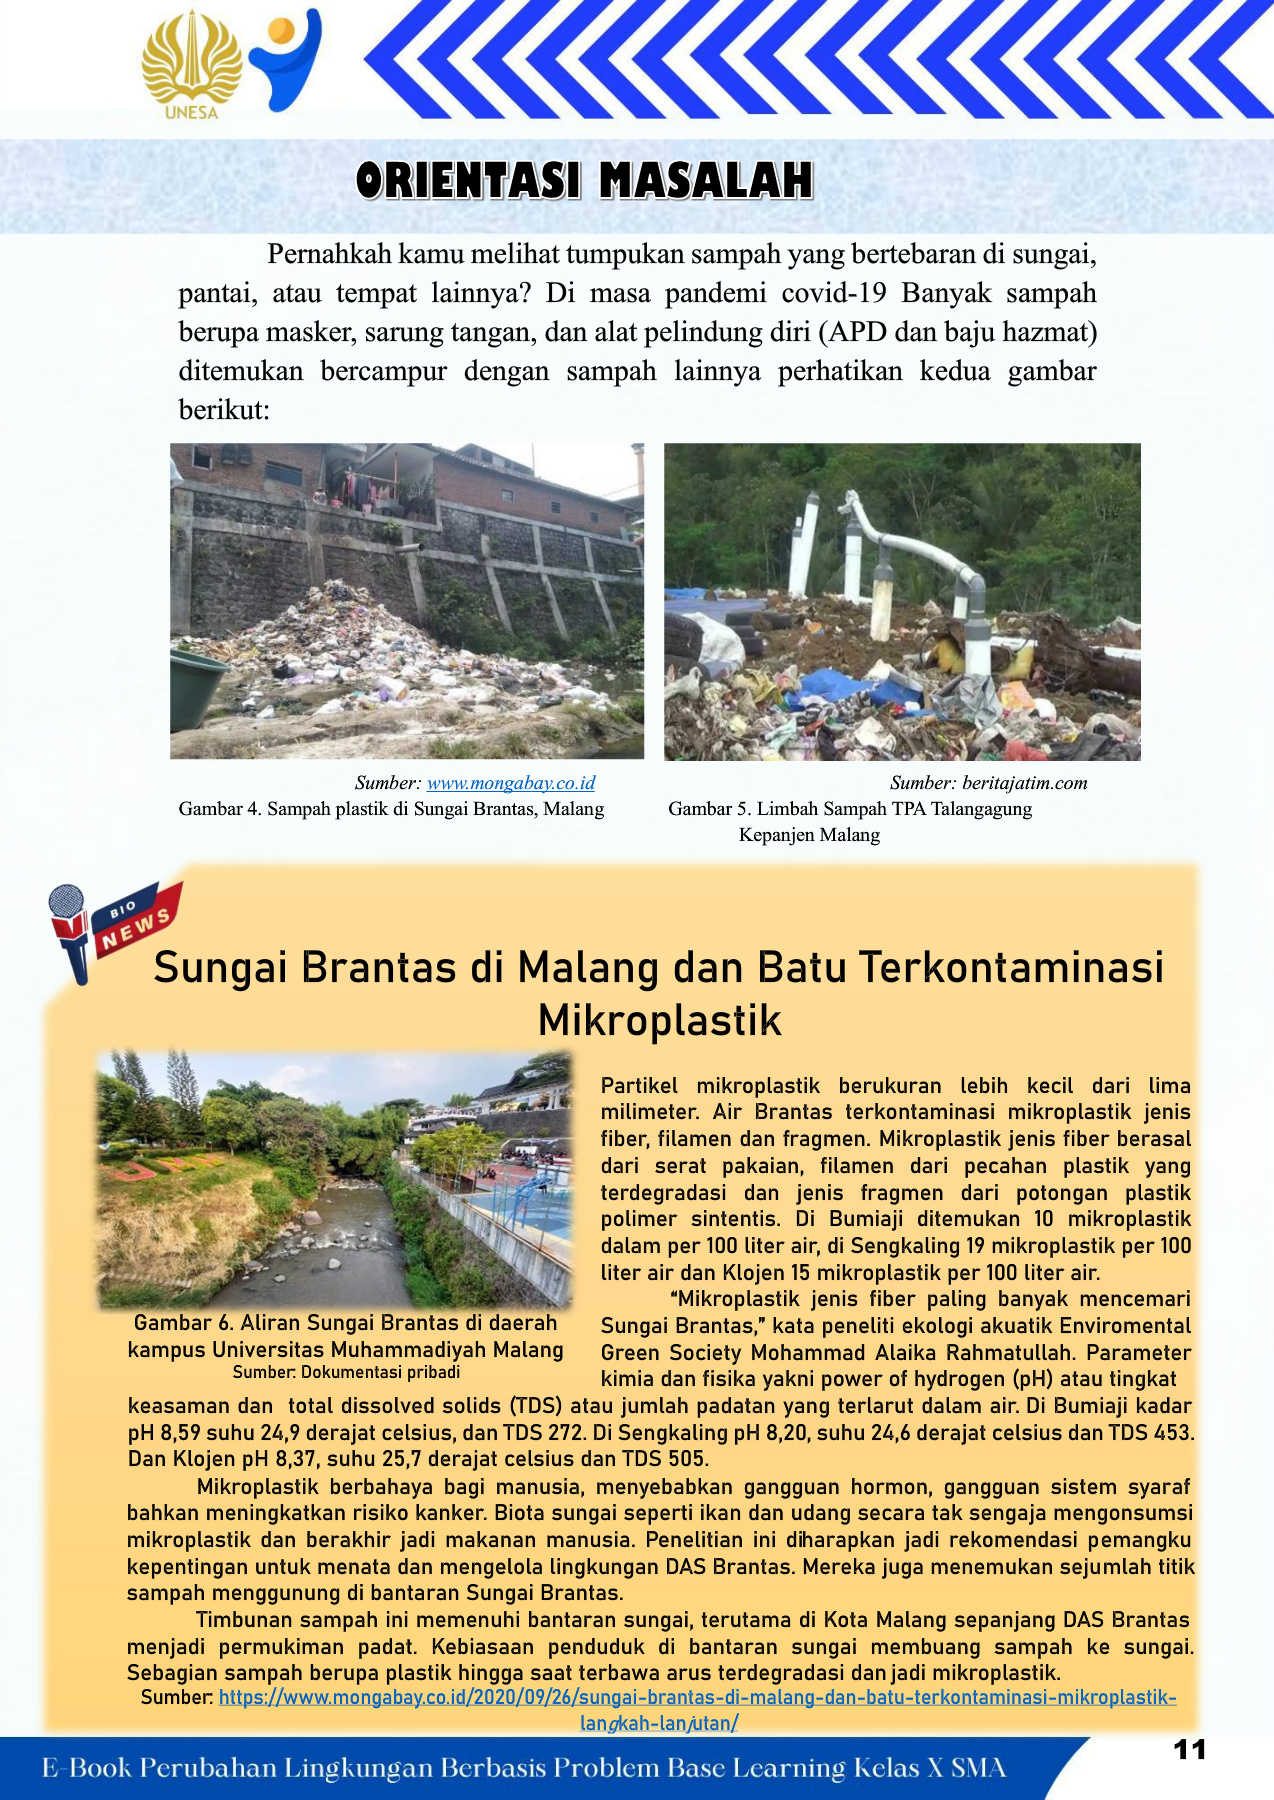 UNESA
ORIENTASI MASALAH
Pernahkah kamu melihat tumpukan sampah yang bertebaran di sungai,
pantai, atau tempat lainnya? Di masa pandemi covid-19 Banyak sampah
berupa masker, sarung tangan, dan alat pelindung diri (APD dan baju hazmat)
ditemukan bercampur dengan sampah lainnya perhatikan kedua gambar
berikut:
Sumber: www.mongabay.co.id
Gambar 4. Sampah plastik di Sungai Brantas, Malang
Sumber: beritajatim.com
Gambar 5. Limbah Sampah TPA Talangagung
Kepanjen Malang
BIO
NEWS
Sungai Brantas di Malang dan Batu Terkontaminasi
Mikroplastik
UMM
Gambar 6. Aliran Sungai Brantas di daerah
kampus Universitas Muhammadiyah Malang
Sumber: Dokumentasi pribadi
Partikel mikroplastik berukuran lebih kecil dari lima
milimeter. Air Brantas terkontaminasi mikroplastik jenis
fiber, filamen dan fragmen. Mikroplastik jenis fiber berasal
dari serat pakaian, filamen dari pecahan plastik yang
terdegradasi dan jenis fragmen dari potongan plastik
polimer sintentis. Di Bumiaji ditemukan 10 mikroplastik
dalam per 100 liter air, di Sengkaling 19 mikroplastik per 100
liter air dan Klojen 15 mikroplastik per 100 liter air.
“Mikroplastik jenis fiber paling banyak mencemari
Sungai Brantas,” kata peneliti ekologi akuatik Enviromental
Green Society Mohammad Alaika Rahmatullah. Parameter
kimia dan fisika yakni power of hydrogen (pH) atau tingkat
keasaman dan total dissolved solids (TDS) atau jumlah padatan yang terlarut dalam air. Di Bumiaji kadar
pH 8,59 suhu 24,9 derajat celsius, dan TDS 272. Di Sengkaling pH 8,20, suhu 24,6 derajat celsius dan TDS 453.
Dan Klojen pH 8,37, suhu 25,7 derajat celsius dan TDS 505.
Mikroplastik berbahaya bagi manusia, menyebabkan gangguan hormon, gangguan sistem syaraf
bahkan meningkatkan risiko kanker. Biota sungai seperti ikan dan udang secara tak sengaja mengonsumsi
mikroplastik dan berakhir jadi makanan manusia. Penelitian ini diharapkan jadi rekomendasi pemangku
kepentingan untuk menata dan mengelola lingkungan DAS Brantas. Mereka juga menemukan sejumlah titik
sampah menggunung di bantaran Sungai Brantas.
Timbunan sampah ini memenuhi bantaran sungai, terutama di Kota Malang sepanjang DAS Brantas
menjadi permukiman padat. Kebiasaan penduduk di bantaran sungai membuang sampah ke sungai.
Sebagian sampah berupa plastik hingga saat terbawa arus terdegradasi dan jadi mikroplastik.
Sumber: https://www.mongabay.co.id/2020/09/26/sungai-brantas-di-malang-dan-batu-terkontaminasi-mikroplastik-
langkah-lanjutan/
E-Book Perubahan Lingkungan Berbasis Problem Base Learning Kelas X SMA
11